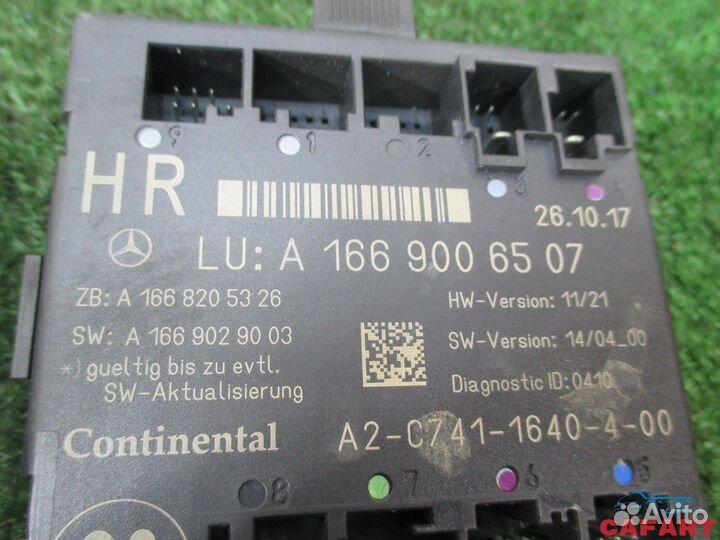 9 1 2 3 4
HR
26.10.17
LU: A 166 900 65 07
ZB: A 166 820 53 26
HW-Version: 11/21
SW: A 166 902 90 03
SW-Version: 14/04_00
*) gueltig bis zu evtl.
SW-Aktualisierung
Diagnostic ID: 0410
Continental
A2-C741-1640-4-00
8 7 6 5
Avito
CAFART